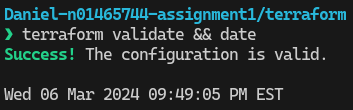 Daniel-n01465744-assignment1/terraform
❯ terraform validate && date
Success! The configuration is valid.
Wed 06 Mar 2024 09:49:05 PM EST